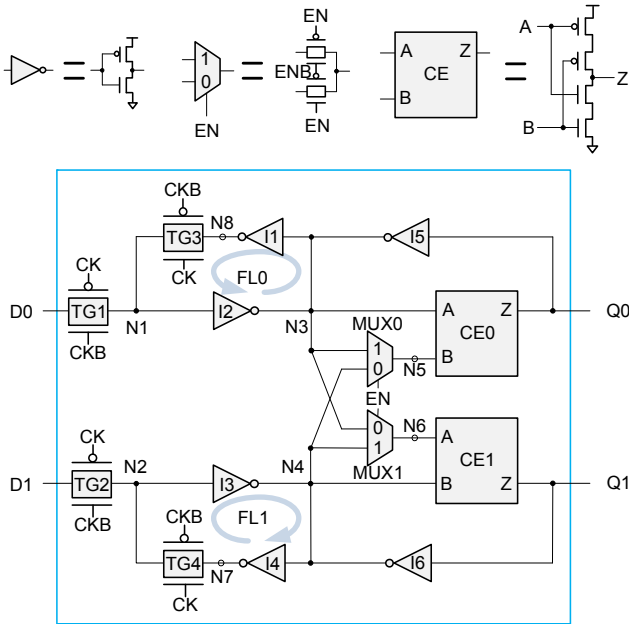 EN
A
1
A
Z
ENB
CE
Z
0
B
B
EN
EN
CKB
N8
I1
TG3
I5
CK
CK
FL0
D0
TG1
I2
A
Z
Q0
N1
N3
MUX0
CE0
CKB
1
B
0
N5
EN
N6
A
0
CK
1
CE1
N2
N4
MUX1
D1
TG2
I3
B
Z
Q1
CKB
CKB
FL1
TG4
I4
I6
N7
CK